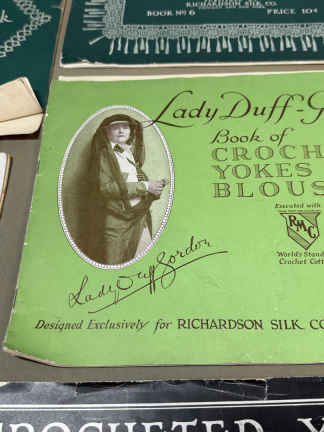 RICHARDSON SILK CO.
BOOK No 6 PRICE 10¢
Lady Duff-G
Book of
CROCH
YOKES
BLOUS
Executed with
RMC
World's Stand
Crochet Cott
Lady Duff Gordon
Designed Exclusively for RICHARDSON SILK CO
CROCHETED Y